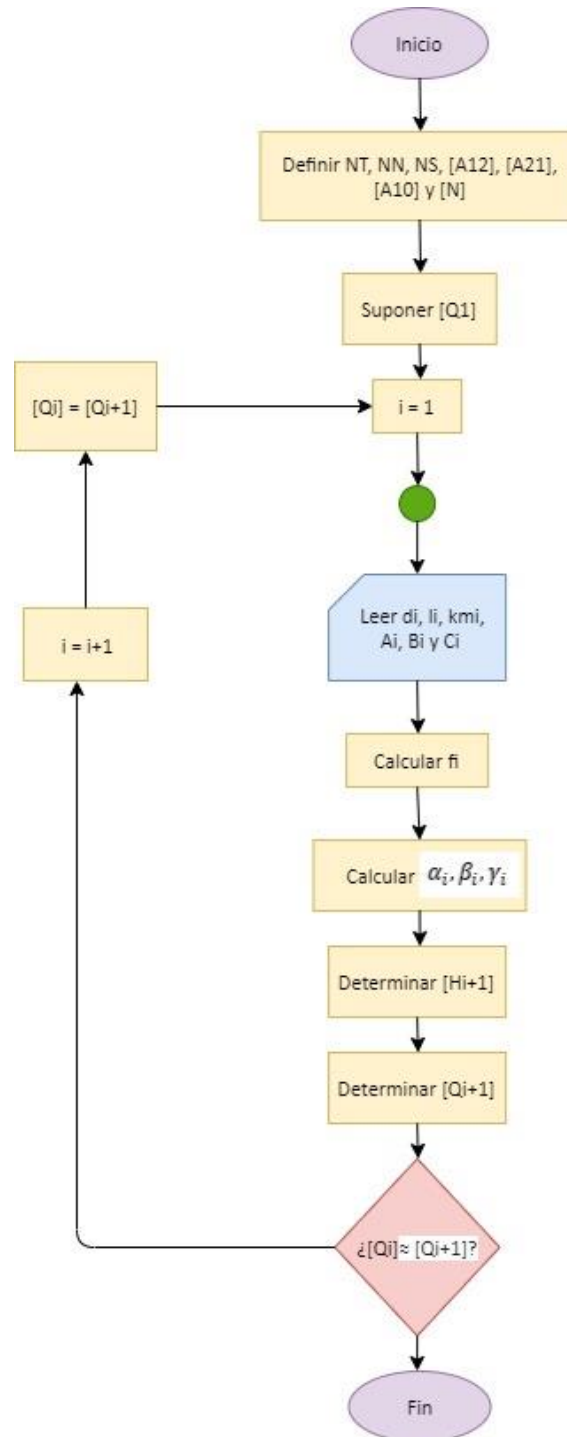 Inicio
Definir NT, NN, NS, [A12], [A21],
[A10] y [N]
Suponer [Q1]
[Qi] = [Qi+1]
i = 1
Leer di, li, kmi,
Ai, Bi y Ci
i = i+1
Calcular fi
Calcular αᵢ, βᵢ, γᵢ
Determinar [Hi+1]
Determinar [Qi+1]
¿[Qi]≈ [Qi+1]?
Fin